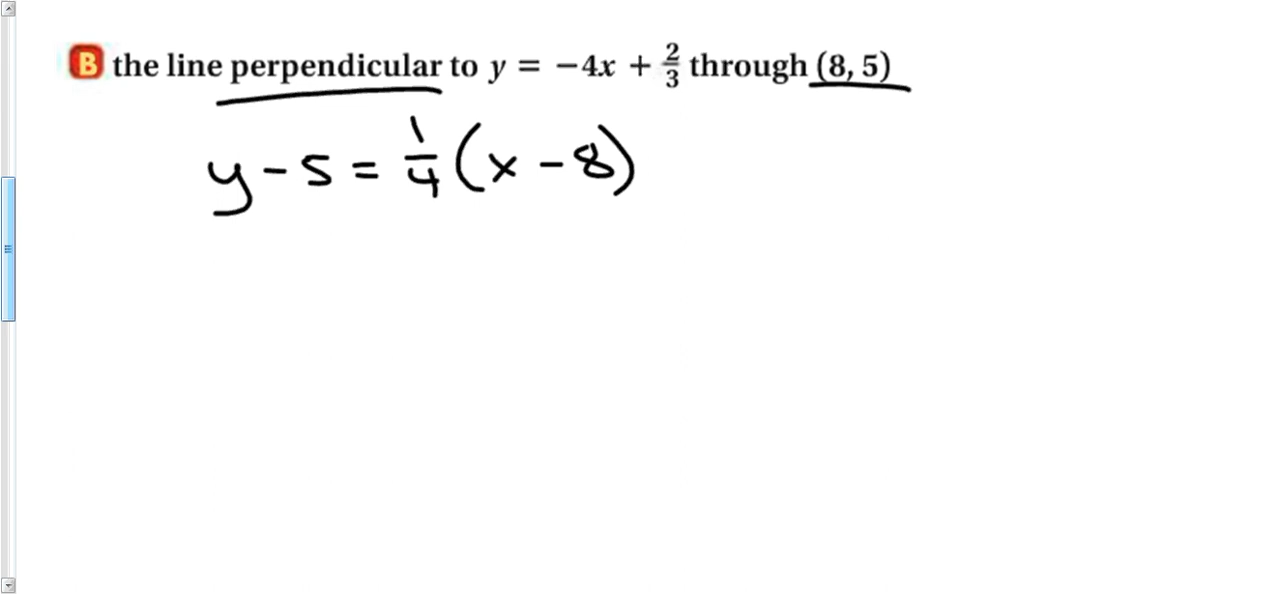 B the line perpendicular to y = −4x + 2/3 through (8, 5)
y - 5 = 1/4 (x - 8)